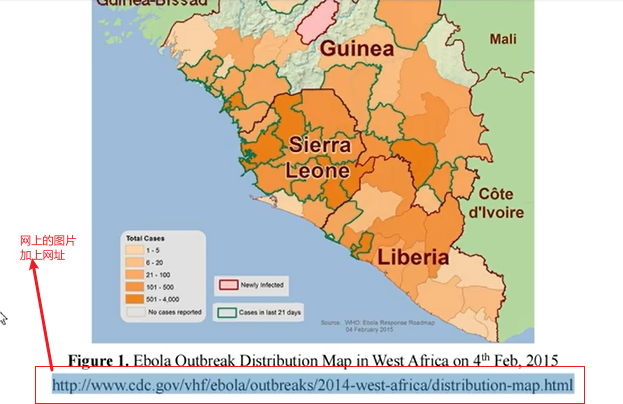 Guinea-Bissau
Guinea
Mali
Sierra
Leone
Côte
d'Ivoire
Liberia
网上的图片
加上网址
Total Cases
1 - 5
6 - 20
21 - 100
101 - 500
501 - 4,000
No cases reported
Newly Infected
Cases in last 21 days
Source: WHO: Ebola Response Roadmap
04 February 2015
Figure 1. Ebola Outbreak Distribution Map in West Africa on 4th Feb, 2015
http://www.cdc.gov/vhf/ebola/outbreaks/2014-west-africa/distribution-map.html